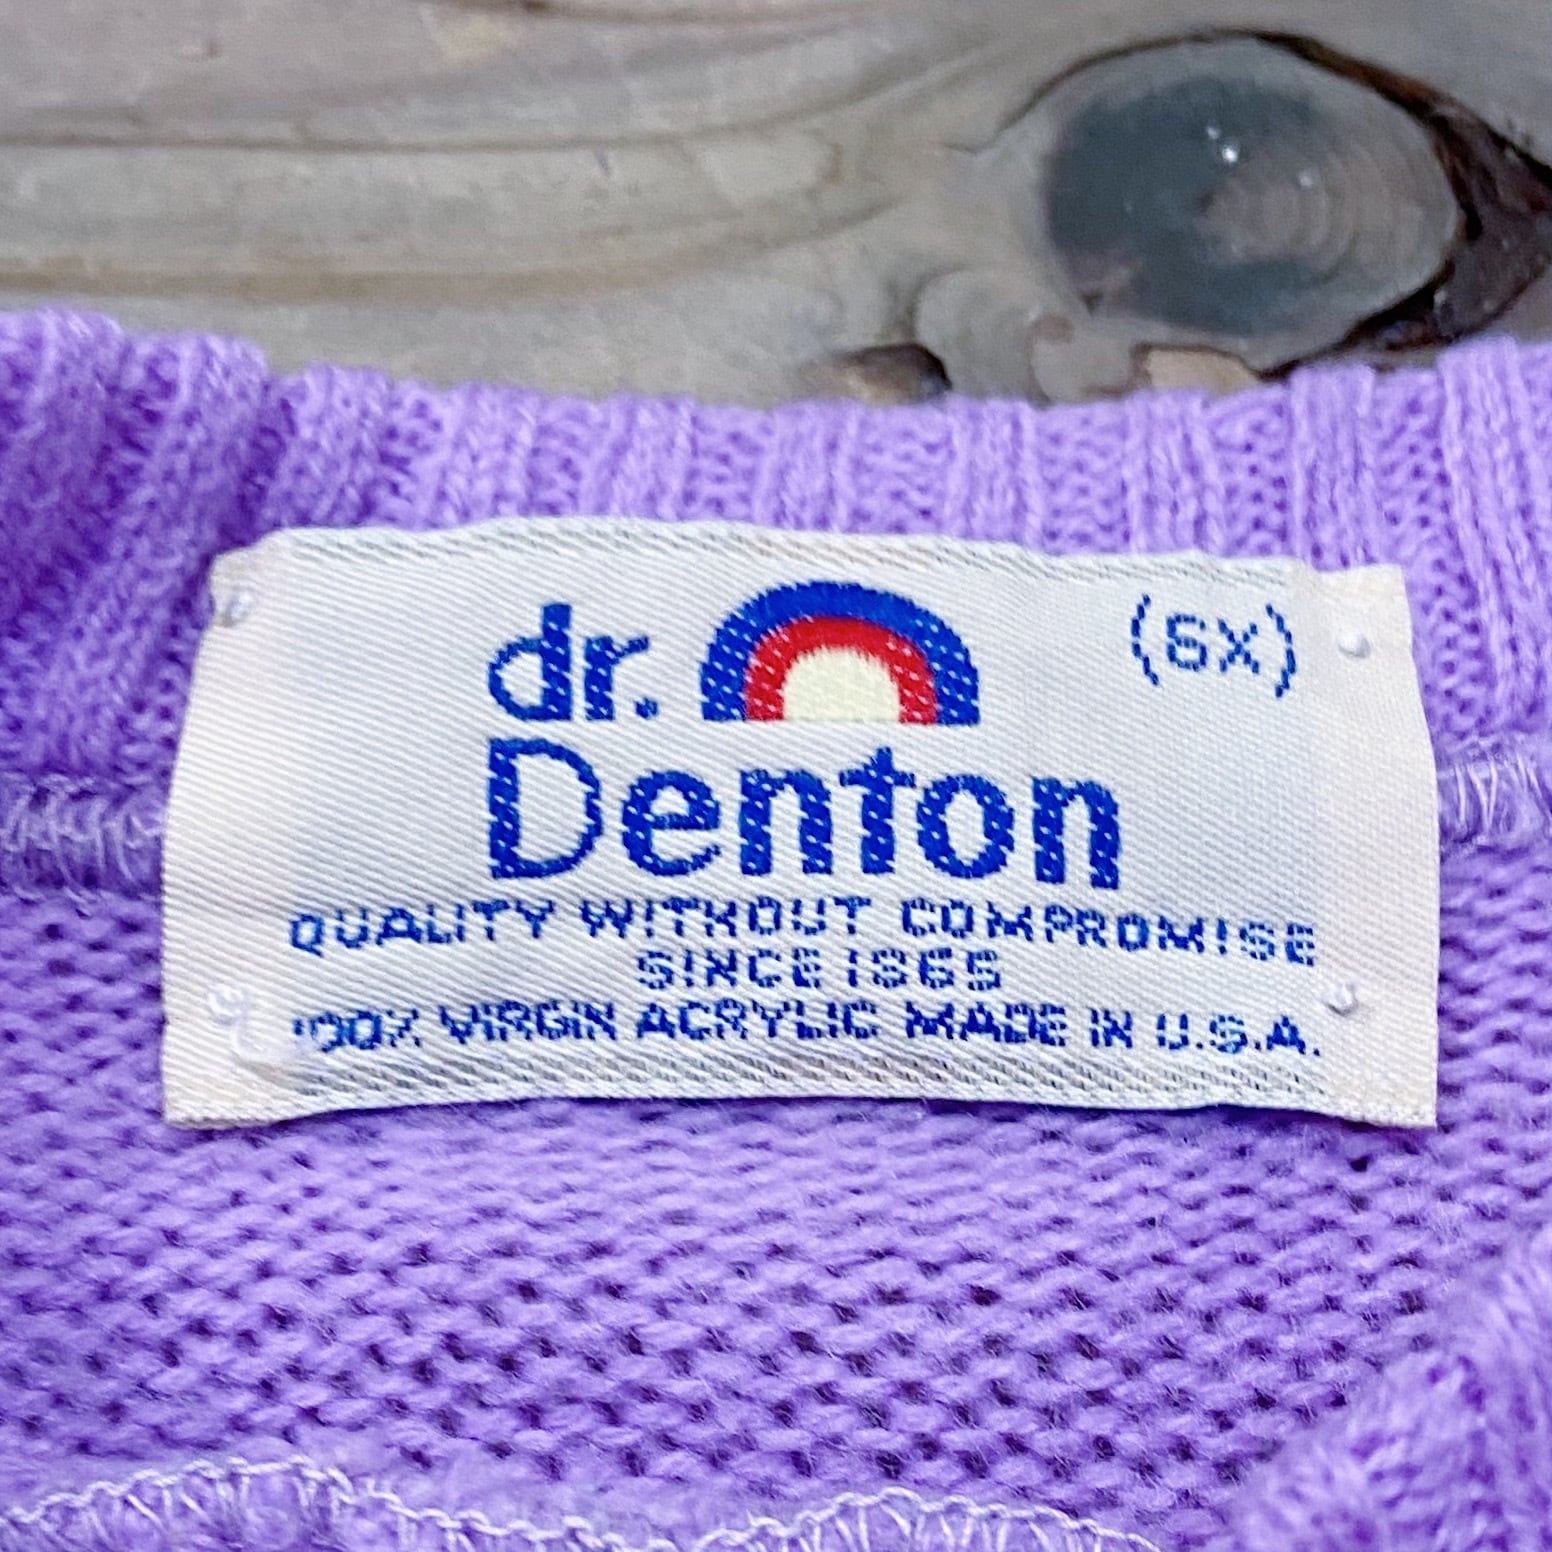 dr.
(6X)
Denton
QUALITY WITHOUT COMPROMISE
SINCE 1865
100% VIRGIN ACRYLIC MADE IN U.S.A.